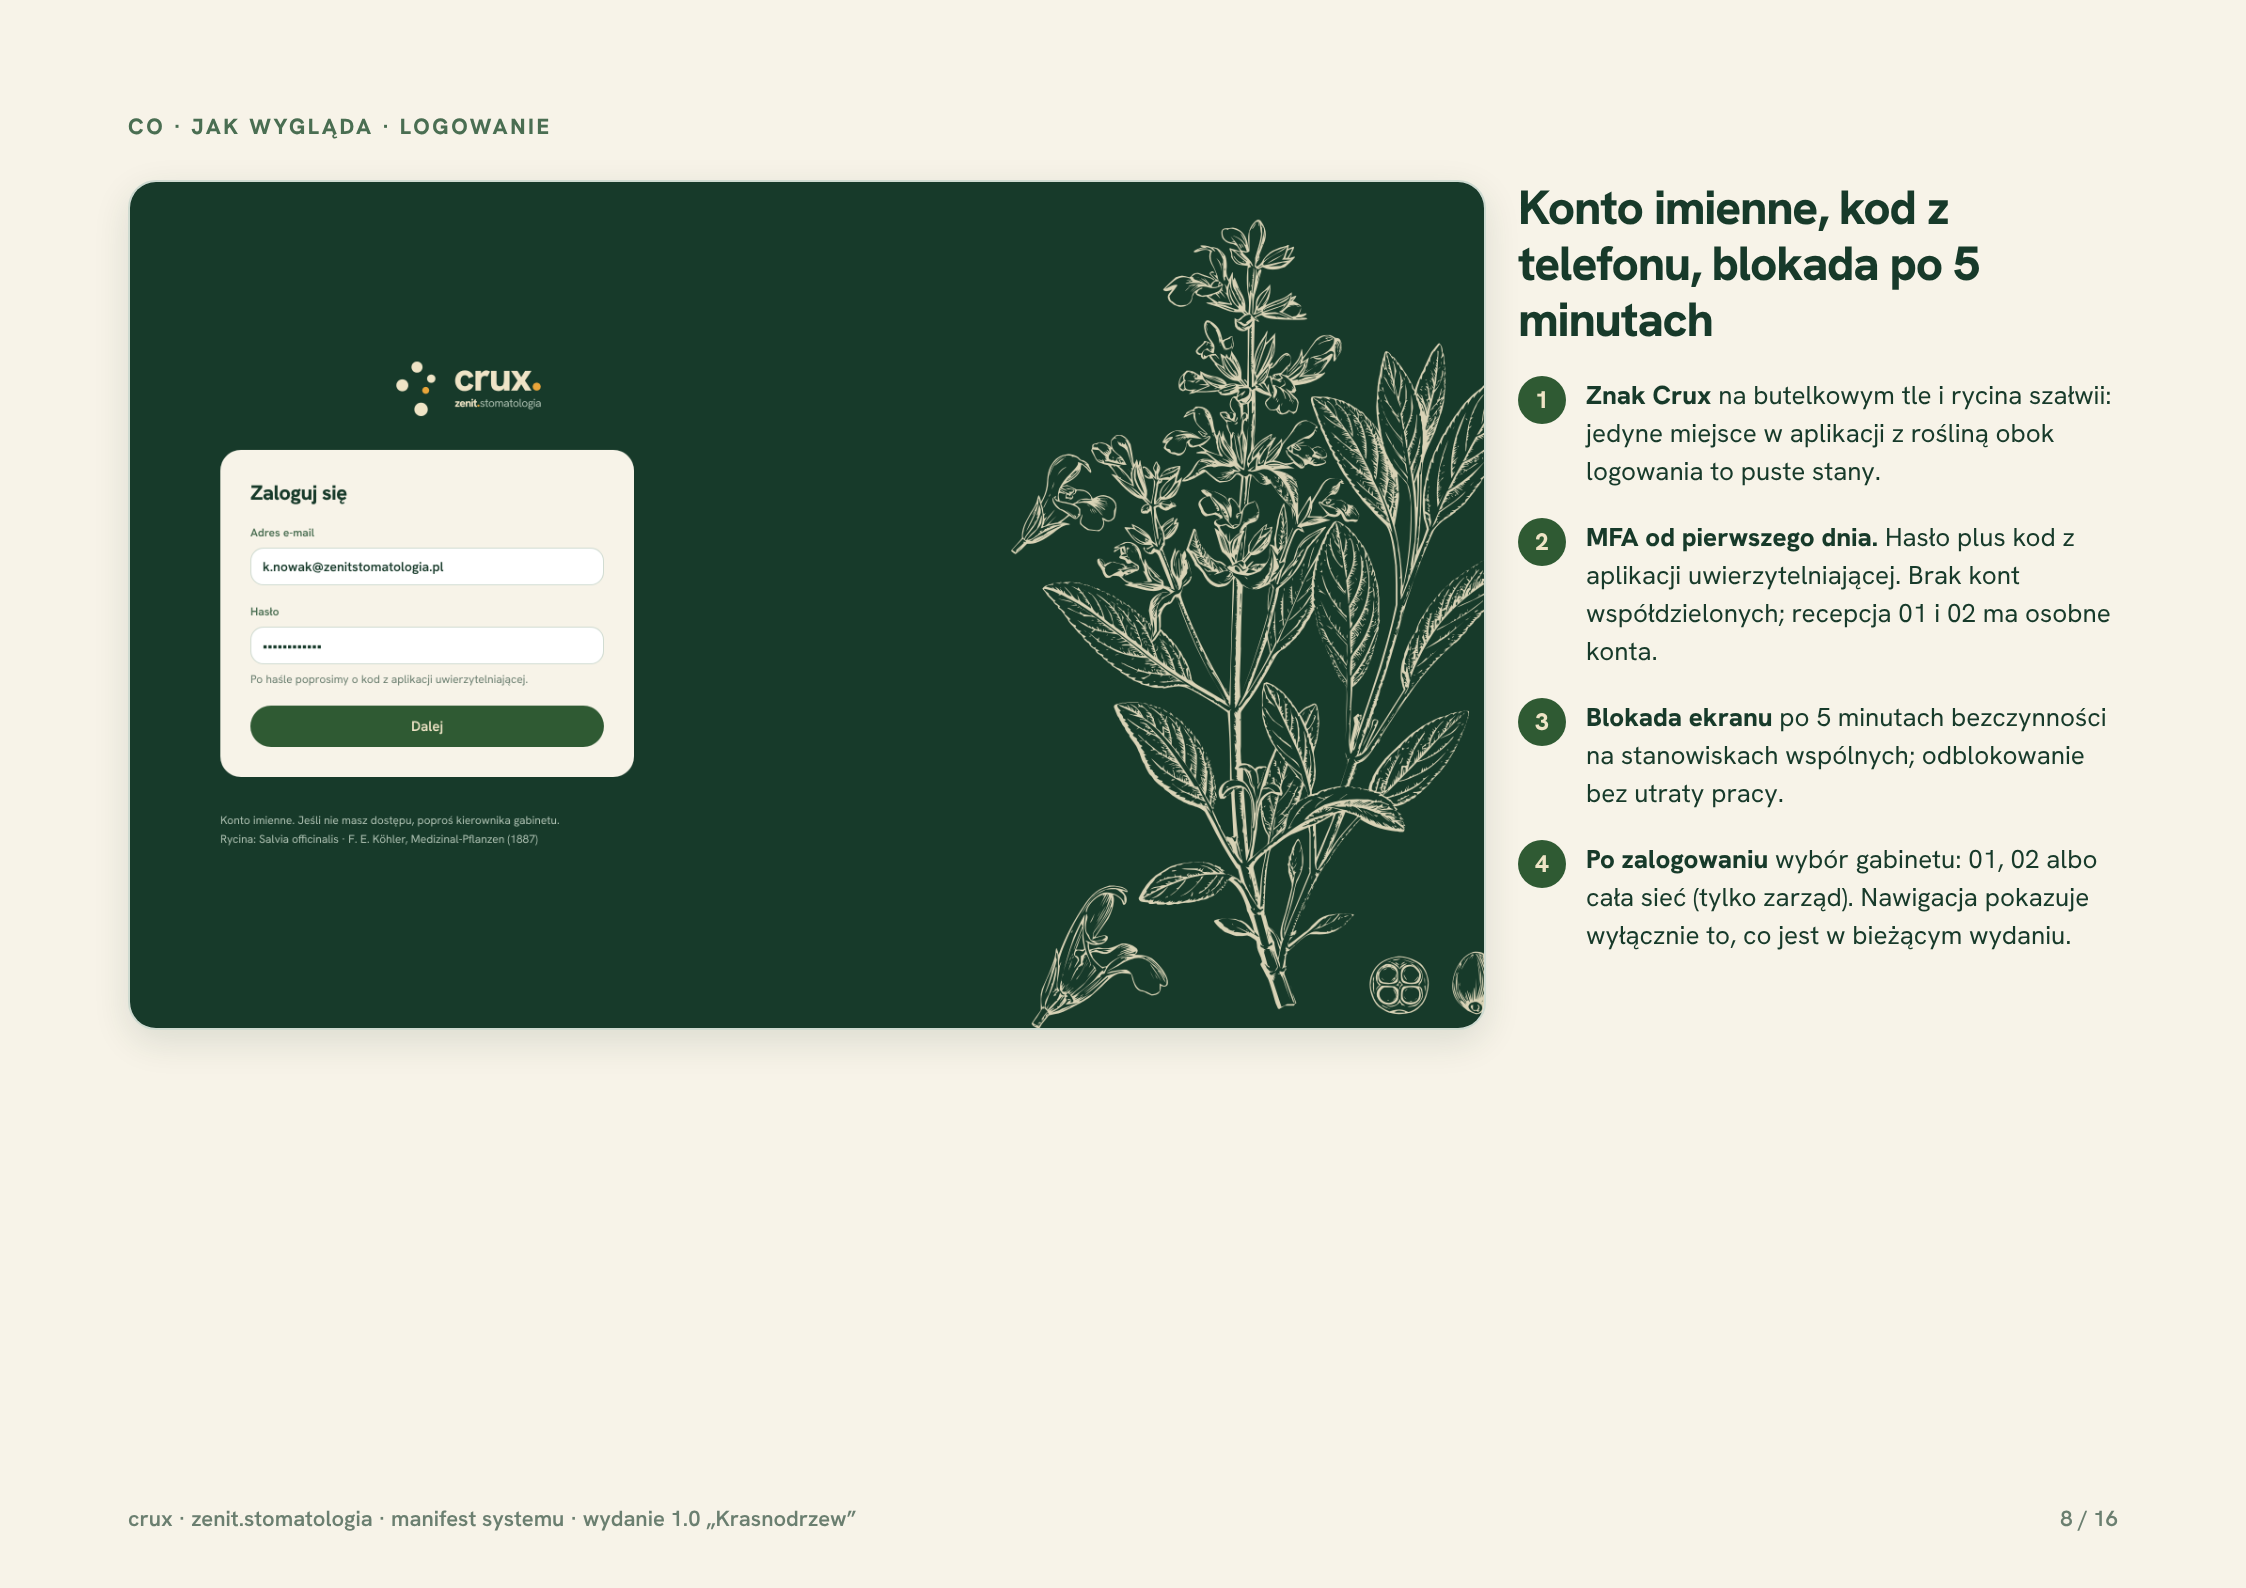 CO · JAK WYGLĄDA · LOGOWANIE
crux.
zenit.stomatologia
Zaloguj się
Adres e-mail
k.nowak@zenitstomatologia.pl
Hasło
••••••••••••
Po haśle poprosimy o kod z aplikacji uwierzytelniającej.
Dalej
Konto imienne. Jeśli nie masz dostępu, poproś kierownika gabinetu.
Rycina: Salvia officinalis · F. E. Köhler, Medizinal-Pflanzen (1887)
Konto imienne, kod z
telefonu, blokada po 5
minutach
1 Znak Crux na butelkowym tle i rycina szałwii:
jedyne miejsce w aplikacji z rośliną obok
logowania to puste stany.
2 MFA od pierwszego dnia. Hasło plus kod z
aplikacji uwierzytelniającej. Brak kont
współdzielonych; recepcja 01 i 02 ma osobne
konta.
3 Blokada ekranu po 5 minutach bezczynności
na stanowiskach wspólnych; odblokowanie
bez utraty pracy.
4 Po zalogowaniu wybór gabinetu: 01, 02 albo
cała sieć (tylko zarząd). Nawigacja pokazuje
wyłącznie to, co jest w bieżącym wydaniu.
crux · zenit.stomatologia · manifest systemu · wydanie 1.0 „Krasnodrzew”
8 / 16